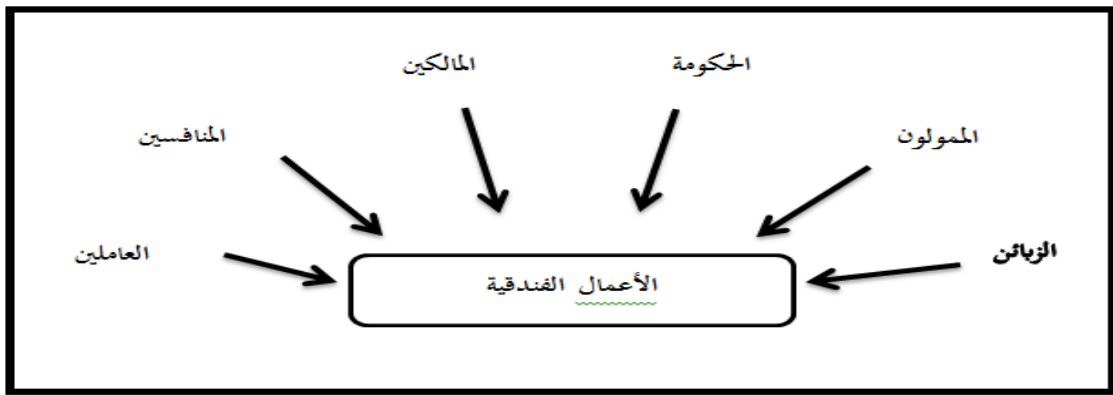 الحكومة
المالكين
الممولون
المنافسين
الزبائن
العاملين
الأعمال الفندقية